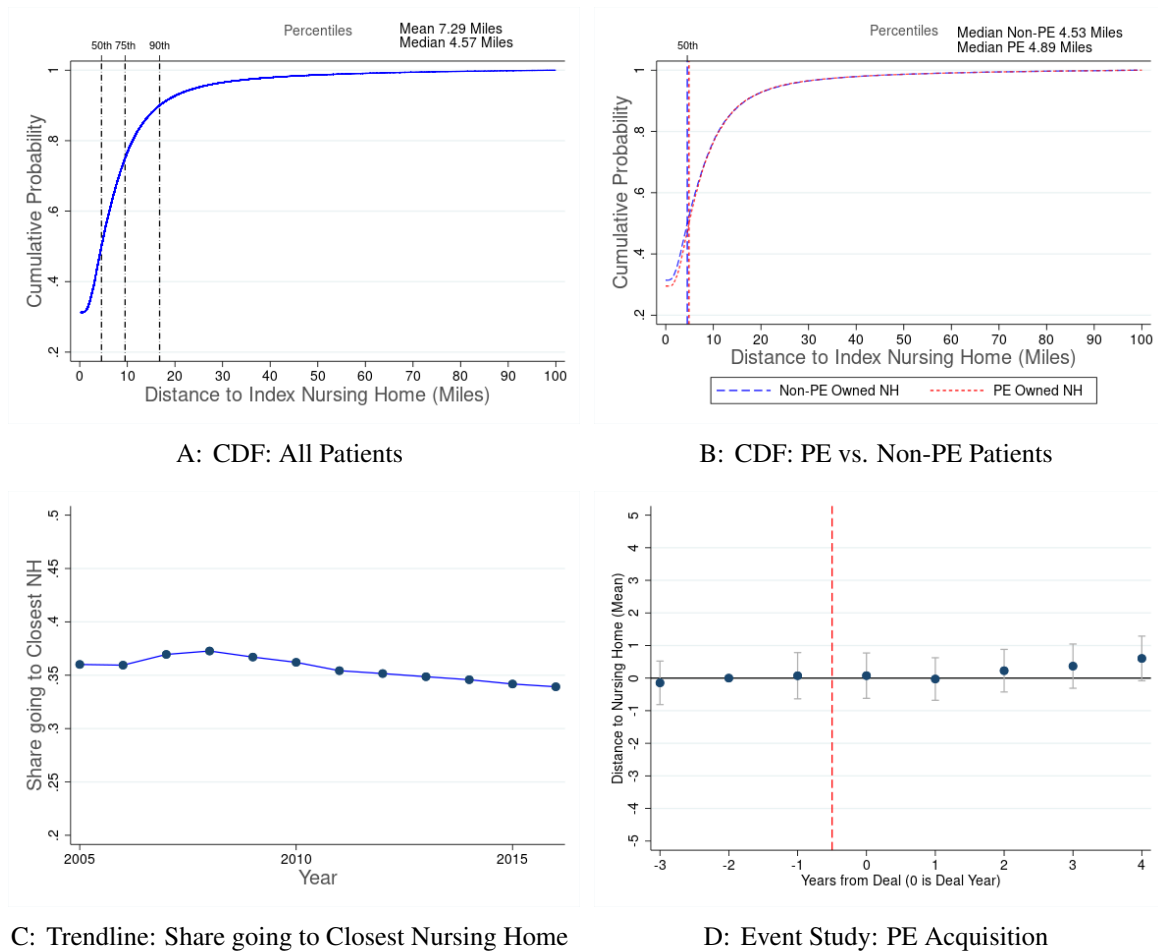 Percentiles
Mean 7.29 Miles
Median 4.57 Miles
50th 75th 90th
Cumulative Probability
1
.8
.6
.4
.2
0 10 20 30 40 50 60 70 80 90 100
Distance to Index Nursing Home (Miles)
A: CDF: All Patients
Percentiles
Median Non-PE 4.53 Miles
Median PE 4.89 Miles
50th
Cumulative Probability
1
.8
.6
.4
.2
0 10 20 30 40 50 60 70 80 90 100
Distance to Index Nursing Home (Miles)
Non-PE Owned NH PE Owned NH
B: CDF: PE vs. Non-PE Patients
Share going to Closest NH
.5
.45
.4
.35
.3
.25
.2
2005 2010 2015
Year
C: Trendline: Share going to Closest Nursing Home
Distance to Nursing Home (Mean)
5
4
3
2
1
0
-1
-2
-3
-4
-5
-3 -2 -1 0 1 2 3 4
Years from Deal (0 is Deal Year)
D: Event Study: PE Acquisition